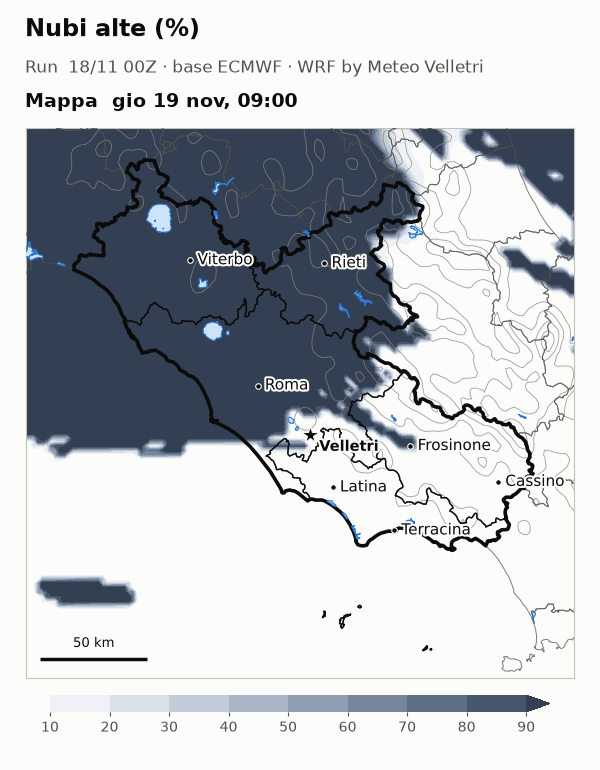 Nubi alte (%)
Run  18/11 00Z · base ECMWF · WRF by Meteo Velletri
Mappa  gio 19 nov, 09:00
Viterbo
Rieti
Roma
Velletri
Frosinone
Latina
Cassino
Terracina
50 km
10 20 30 40 50 60 70 80 90